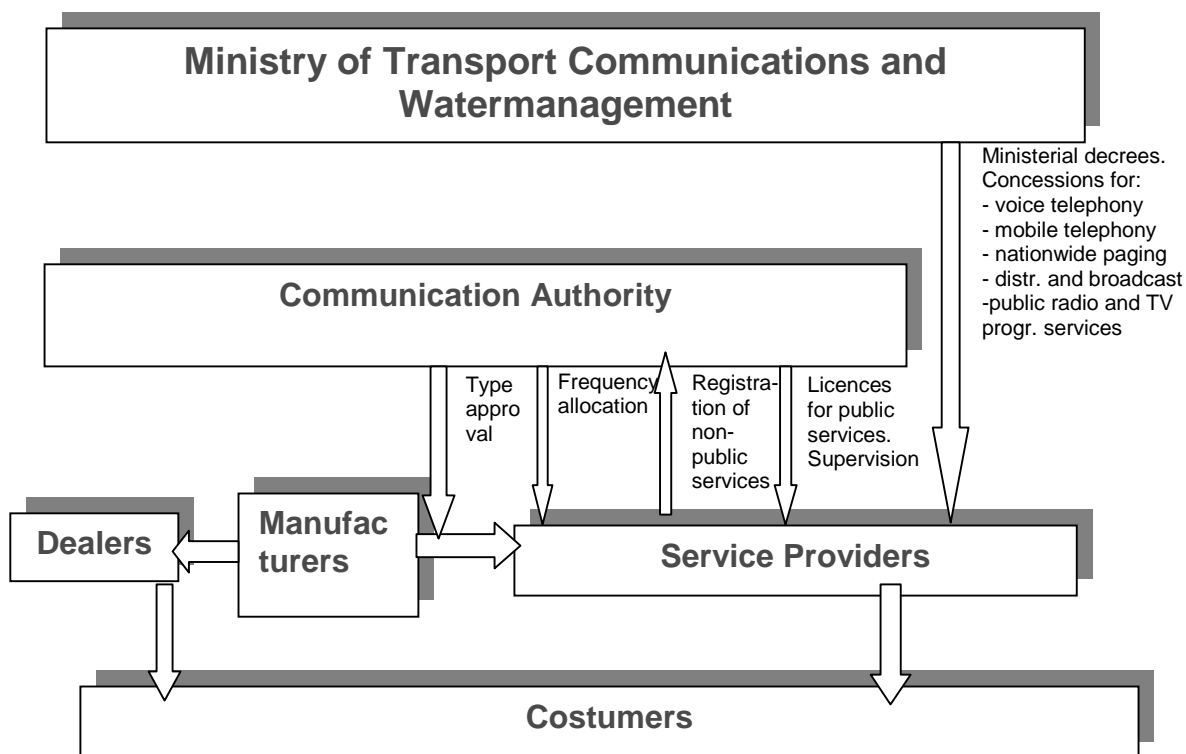 Ministry of Transport Communications and
Watermanagement
Ministerial decrees.
Concessions for:
- voice telephony
- mobile telephony
- nationwide paging
- distr. and broadcast
-public radio and TV
progr. services
Communication Authority
Type
appro
val
Frequency
allocation
Registra-
tion of
non-
public
services
Licences
for public
services.
Supervision
Dealers
Manufac
turers
Service Providers
Costumers